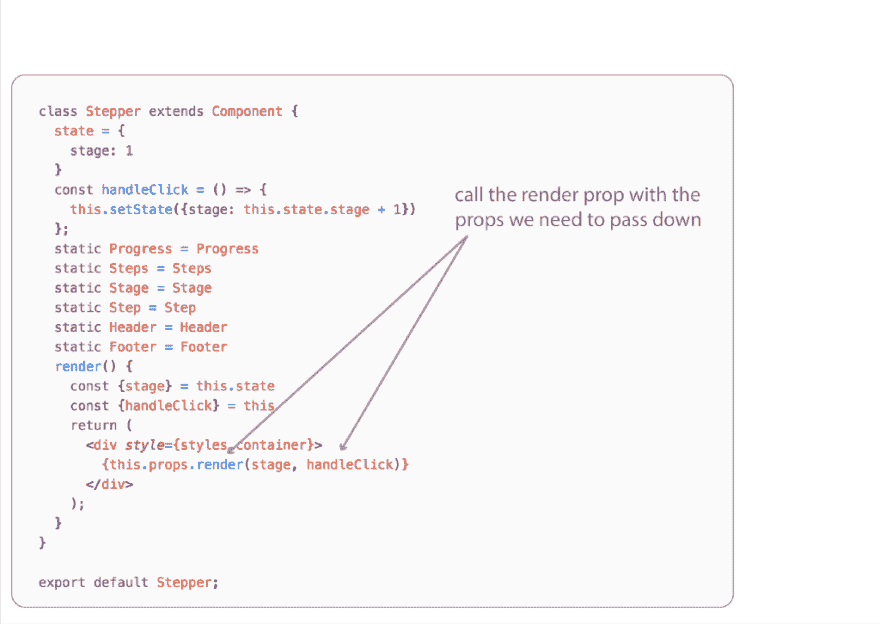 class Stepper extends Component {
  state = {
    stage: 1
  }
  const handleClick = () => {
    this.setState({stage: this.state.stage + 1})
  };
  static Progress = Progress
  static Steps = Steps
  static Stage = Stage
  static Step = Step
  static Header = Header
  static Footer = Footer
  render() {
    const {stage} = this.state
    const {handleClick} = this
    return (
      <div style={styles.container}>
        {this.props.render(stage, handleClick)}
      </div>
    );
  }
}
export default Stepper;
call the render prop with the
props we need to pass down